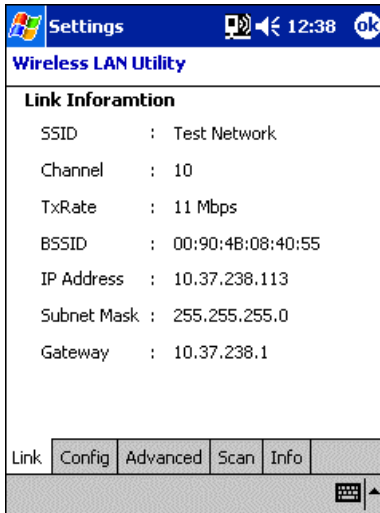 Settings 12:38 ok
Wireless LAN Utility
Link Inforamtion
SSID : Test Network
Channel : 10
TxRate : 11 Mbps
BSSID : 00:90:4B:08:40:55
IP Address : 10.37.238.113
Subnet Mask : 255.255.255.0
Gateway : 10.37.238.1
Link Config Advanced Scan Info